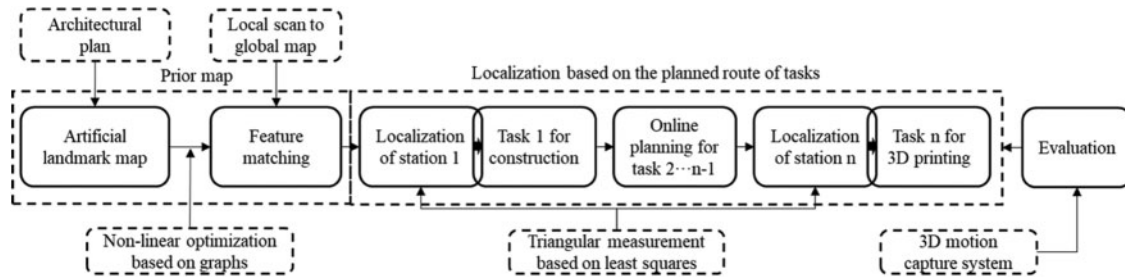 Architectural
plan
Local scan to
global map
Prior map
Localization based on the planned route of tasks
Artificial
landmark map
Feature
matching
Localization
of station 1
Task 1 for
construction
Online
planning for
task 2···n-1
Localization
of station n
Task n for
3D printing
Evaluation
Non-linear optimization
based on graphs
Triangular measurement
based on least squares
3D motion
capture system